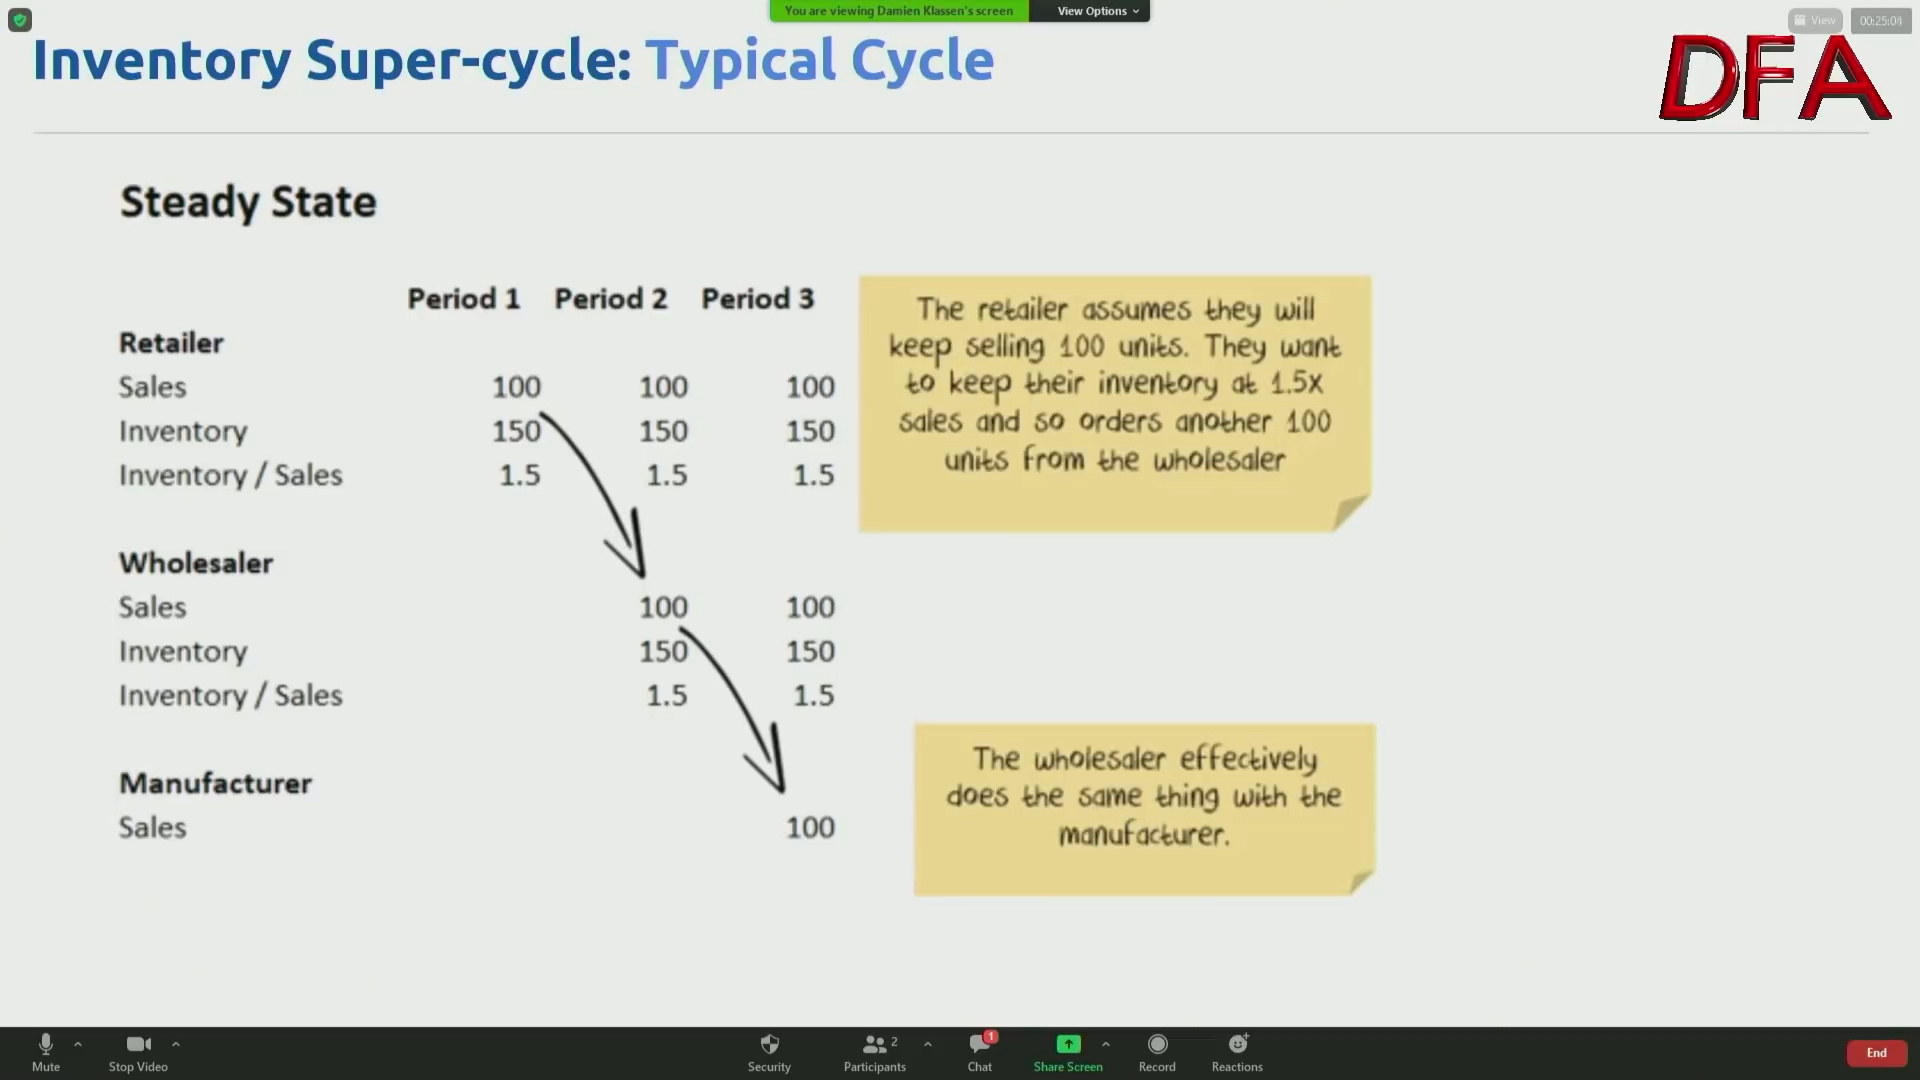 You are viewing Damien Klassen's screen
View Options
View
00:25:01
Inventory Super-cycle: Typical Cycle
DFA
Steady State
Period 1 Period 2 Period 3
Retailer
Sales 100 100 100
Inventory 150 150 150
Inventory / Sales 1.5 1.5 1.5
The retailer assumes they will
keep selling 100 units. They want
to keep their inventory at 1.5x
sales and so orders another 100
units from the wholesaler
Wholesaler
Sales 100 100
Inventory 150 150
Inventory / Sales 1.5 1.5
Manufacturer
Sales 100
The wholesaler effectively
does the same thing with the
manufacturer.
Mute
Stop Video
Security
2
Participants
1
Chat
Share Screen
Record
Reactions
End